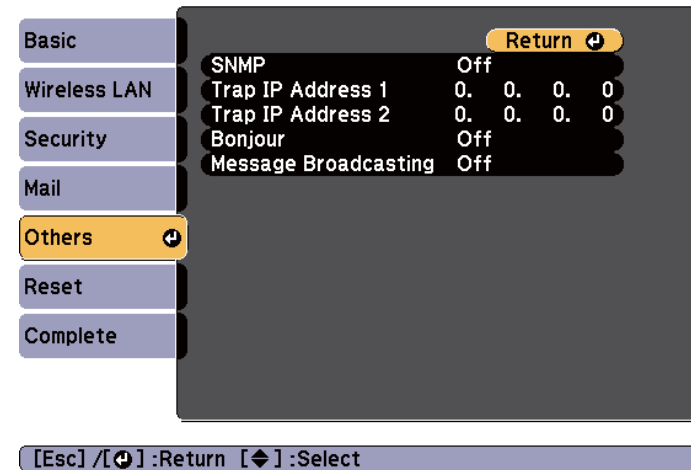 Basic
Wireless LAN
Security
Mail
Others
Reset
Complete
Return
SNMP Off
Trap IP Address 1 0. 0. 0. 0
Trap IP Address 2 0. 0. 0. 0
Bonjour Off
Message Broadcasting Off
[Esc] /[⏎] :Return [◆] :Select